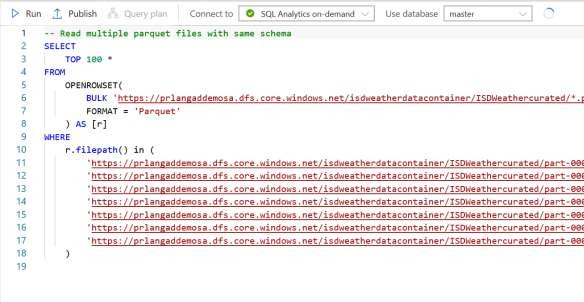 Run Publish Query plan Connect to SQL Analytics on-demand Use database master
1 -- Read multiple parquet files with same schema
2 SELECT
3 TOP 100 *
4 FROM
5 OPENROWSET(
6 BULK 'https://prlangaddemosa.dfs.core.windows.net/isdweatherdatacontainer/ISDWeathercurated/*.p
7 FORMAT = 'Parquet'
8 ) AS [r]
9 WHERE
10 r.filepath() in (
11 'https://prlangaddemosa.dfs.core.windows.net/isdweatherdatacontainer/ISDWeathercurated/part-000
12 'https://prlangaddemosa.dfs.core.windows.net/isdweatherdatacontainer/ISDWeathercurated/part-000
13 'https://prlangaddemosa.dfs.core.windows.net/isdweatherdatacontainer/ISDWeathercurated/part-000
14 'https://prlangaddemosa.dfs.core.windows.net/isdweatherdatacontainer/ISDWeathercurated/part-000
15 'https://prlangaddemosa.dfs.core.windows.net/isdweatherdatacontainer/ISDWeathercurated/part-000
16 'https://prlangaddemosa.dfs.core.windows.net/isdweatherdatacontainer/ISDWeathercurated/part-000
17 'https://prlangaddemosa.dfs.core.windows.net/isdweatherdatacontainer/ISDWeathercurated/part-000
18 )
19